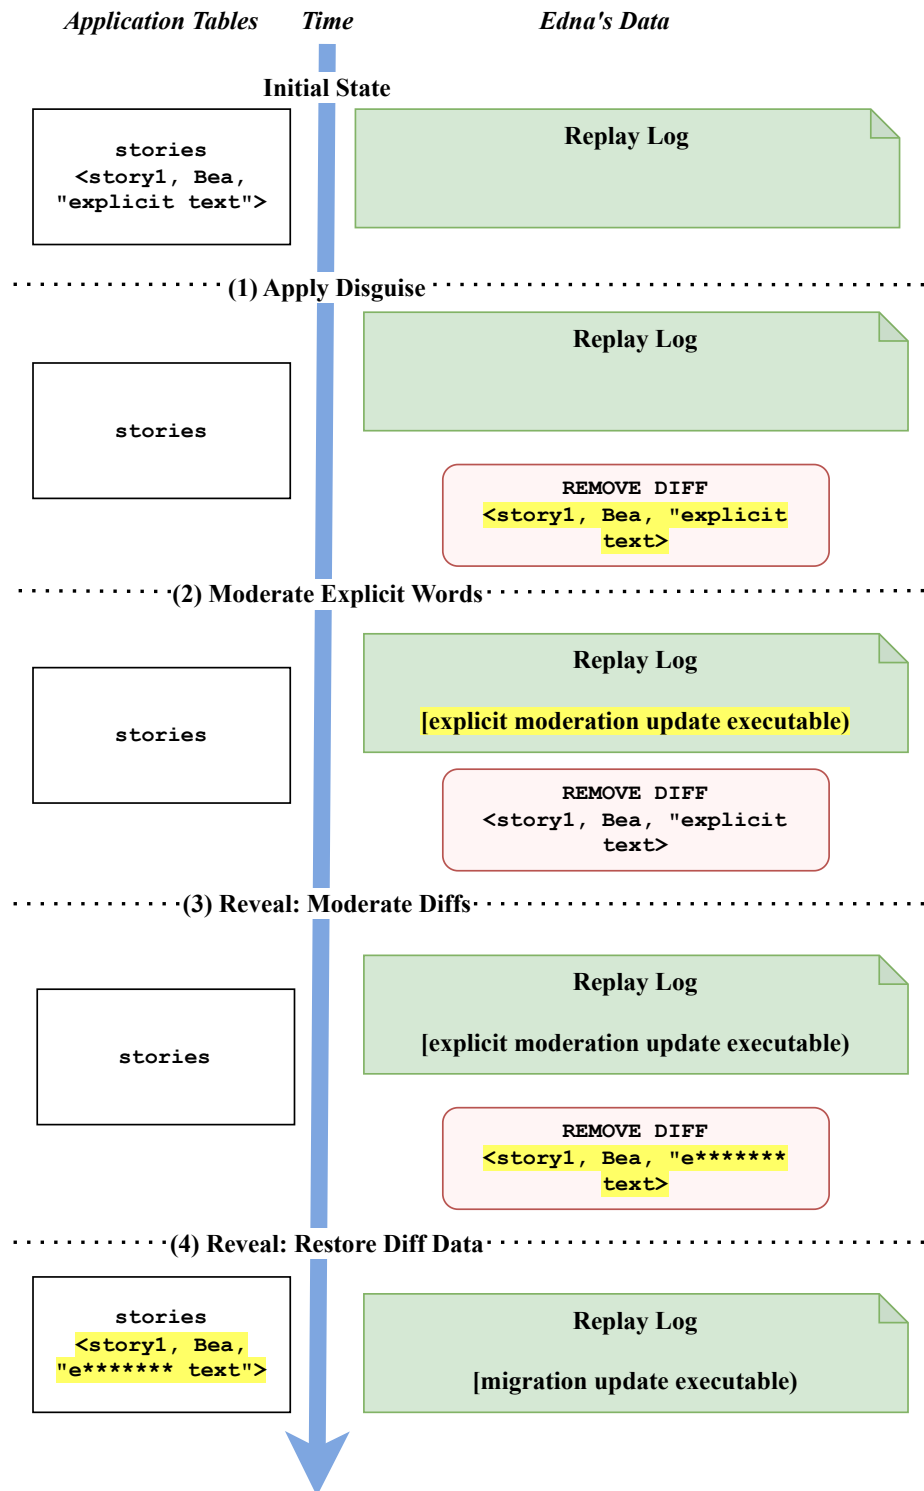 Application Tables Time Edna's Data
Initial State
stories
<story1, Bea,
"explicit text">
Replay Log
(1) Apply Disguise
stories
Replay Log
REMOVE DIFF
<story1, Bea, "explicit
text>
(2) Moderate Explicit Words
stories
Replay Log
[explicit moderation update executable)
REMOVE DIFF
<story1, Bea, "explicit
text>
(3) Reveal: Moderate Diffs
stories
Replay Log
[explicit moderation update executable)
REMOVE DIFF
<story1, Bea, "e*******
text>
(4) Reveal: Restore Diff Data
stories
<story1, Bea,
"e******* text">
Replay Log
[migration update executable)